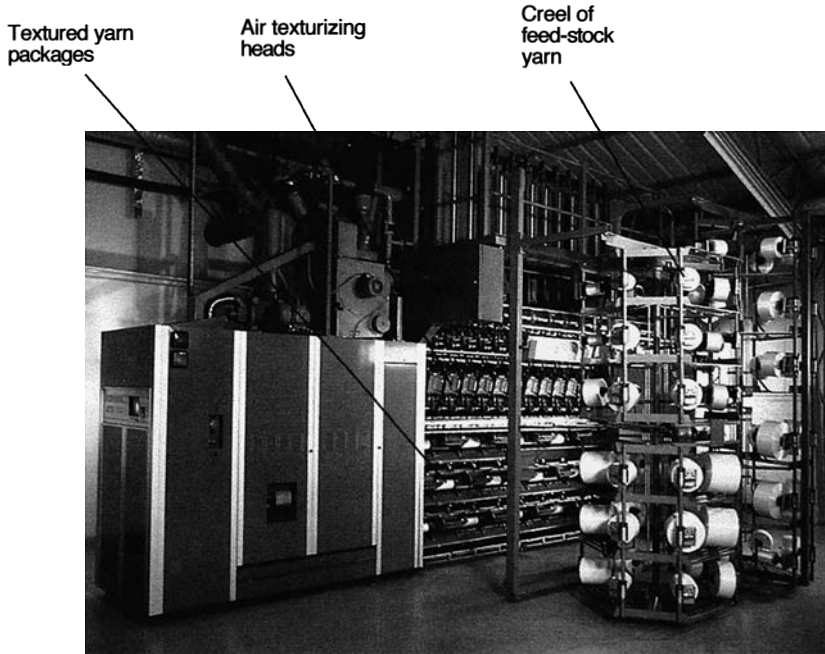 Textured yarn
packages
Air texturizing
heads
Creel of
feed-stock
yarn